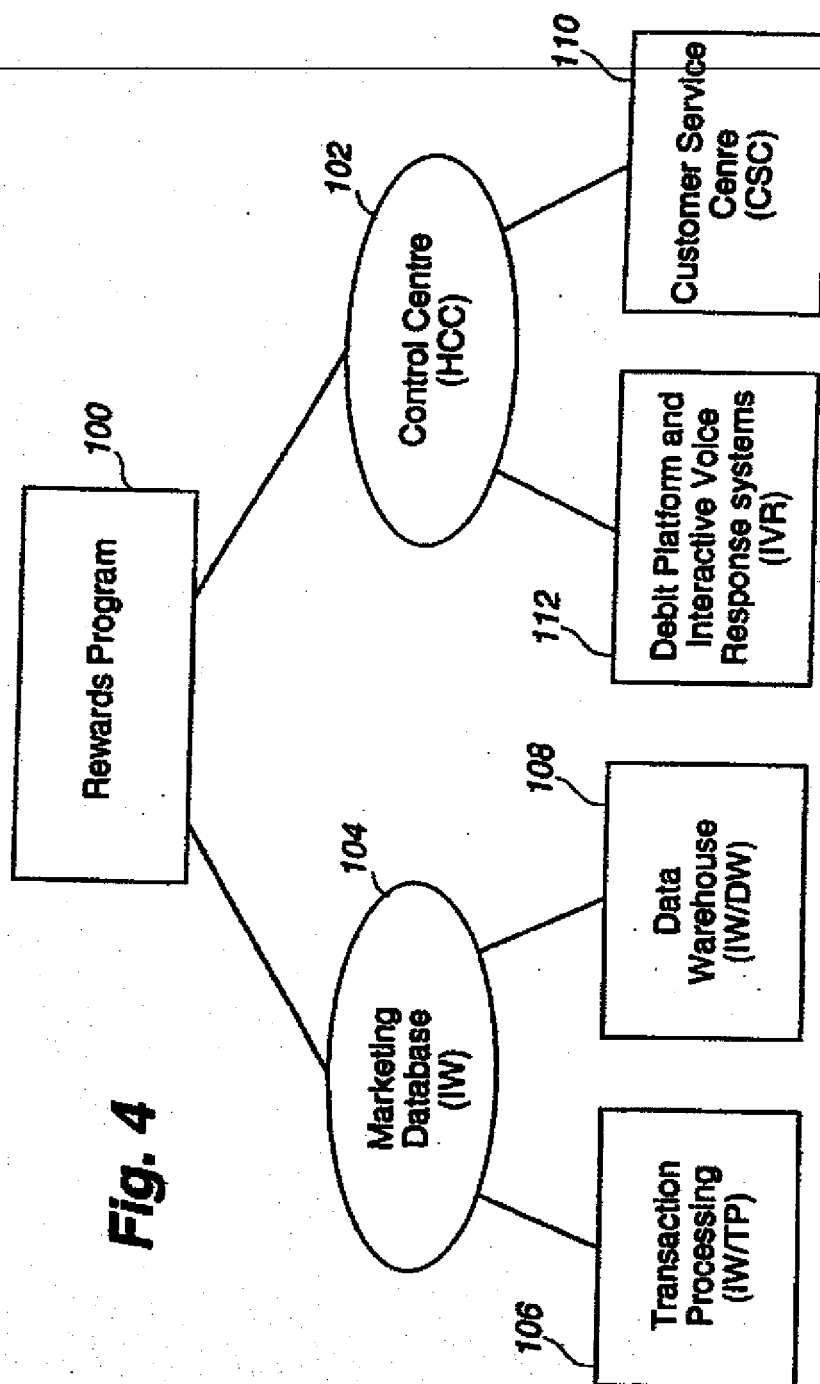 Fig. 4
100
Rewards Program
104
Marketing
Database
(IW)
102
Control Centre
(HCC)
106
Transaction
Processing
(IW/TP)
108
Data
Warehouse
(IW/DW)
112
Debit Platform and
Interactive Voice
Response systems
(IVR)
110
Customer Service
Cenre
(CSC)